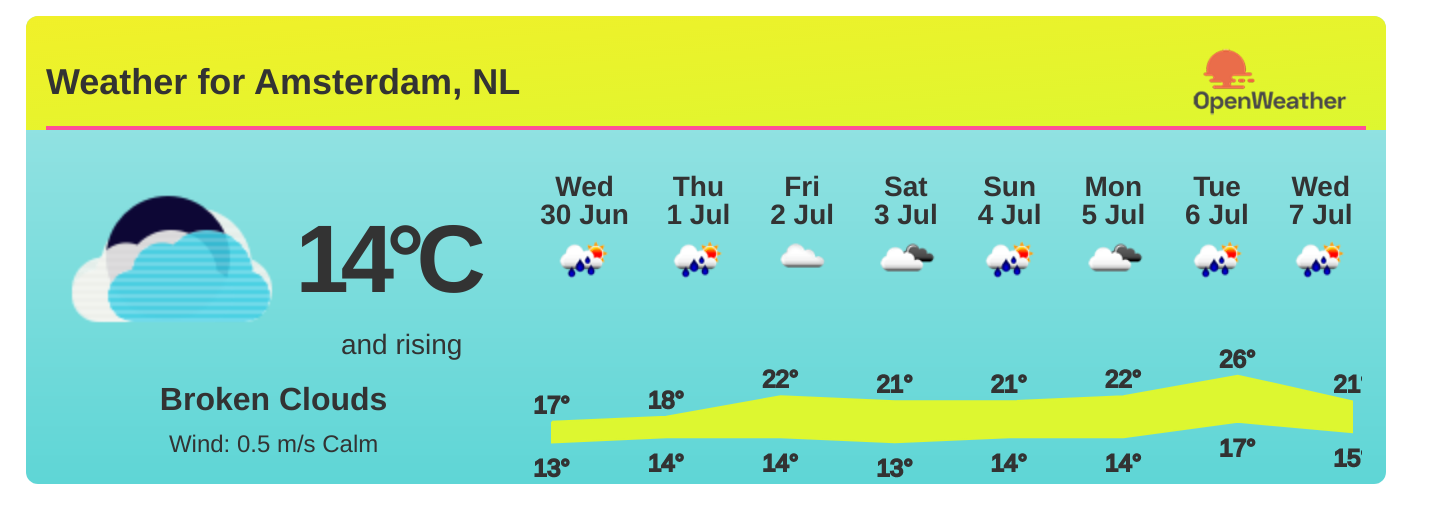 Weather for Amsterdam, NL
OpenWeather
14°C
and rising
Broken Clouds
Wind: 0.5 m/s Calm
Wed Thu Fri Sat Sun Mon Tue Wed
30 Jun 1 Jul 2 Jul 3 Jul 4 Jul 5 Jul 6 Jul 7 Jul
17° 18° 22° 21° 21° 22° 26° 21°
13° 14° 14° 13° 14° 14° 17° 15°